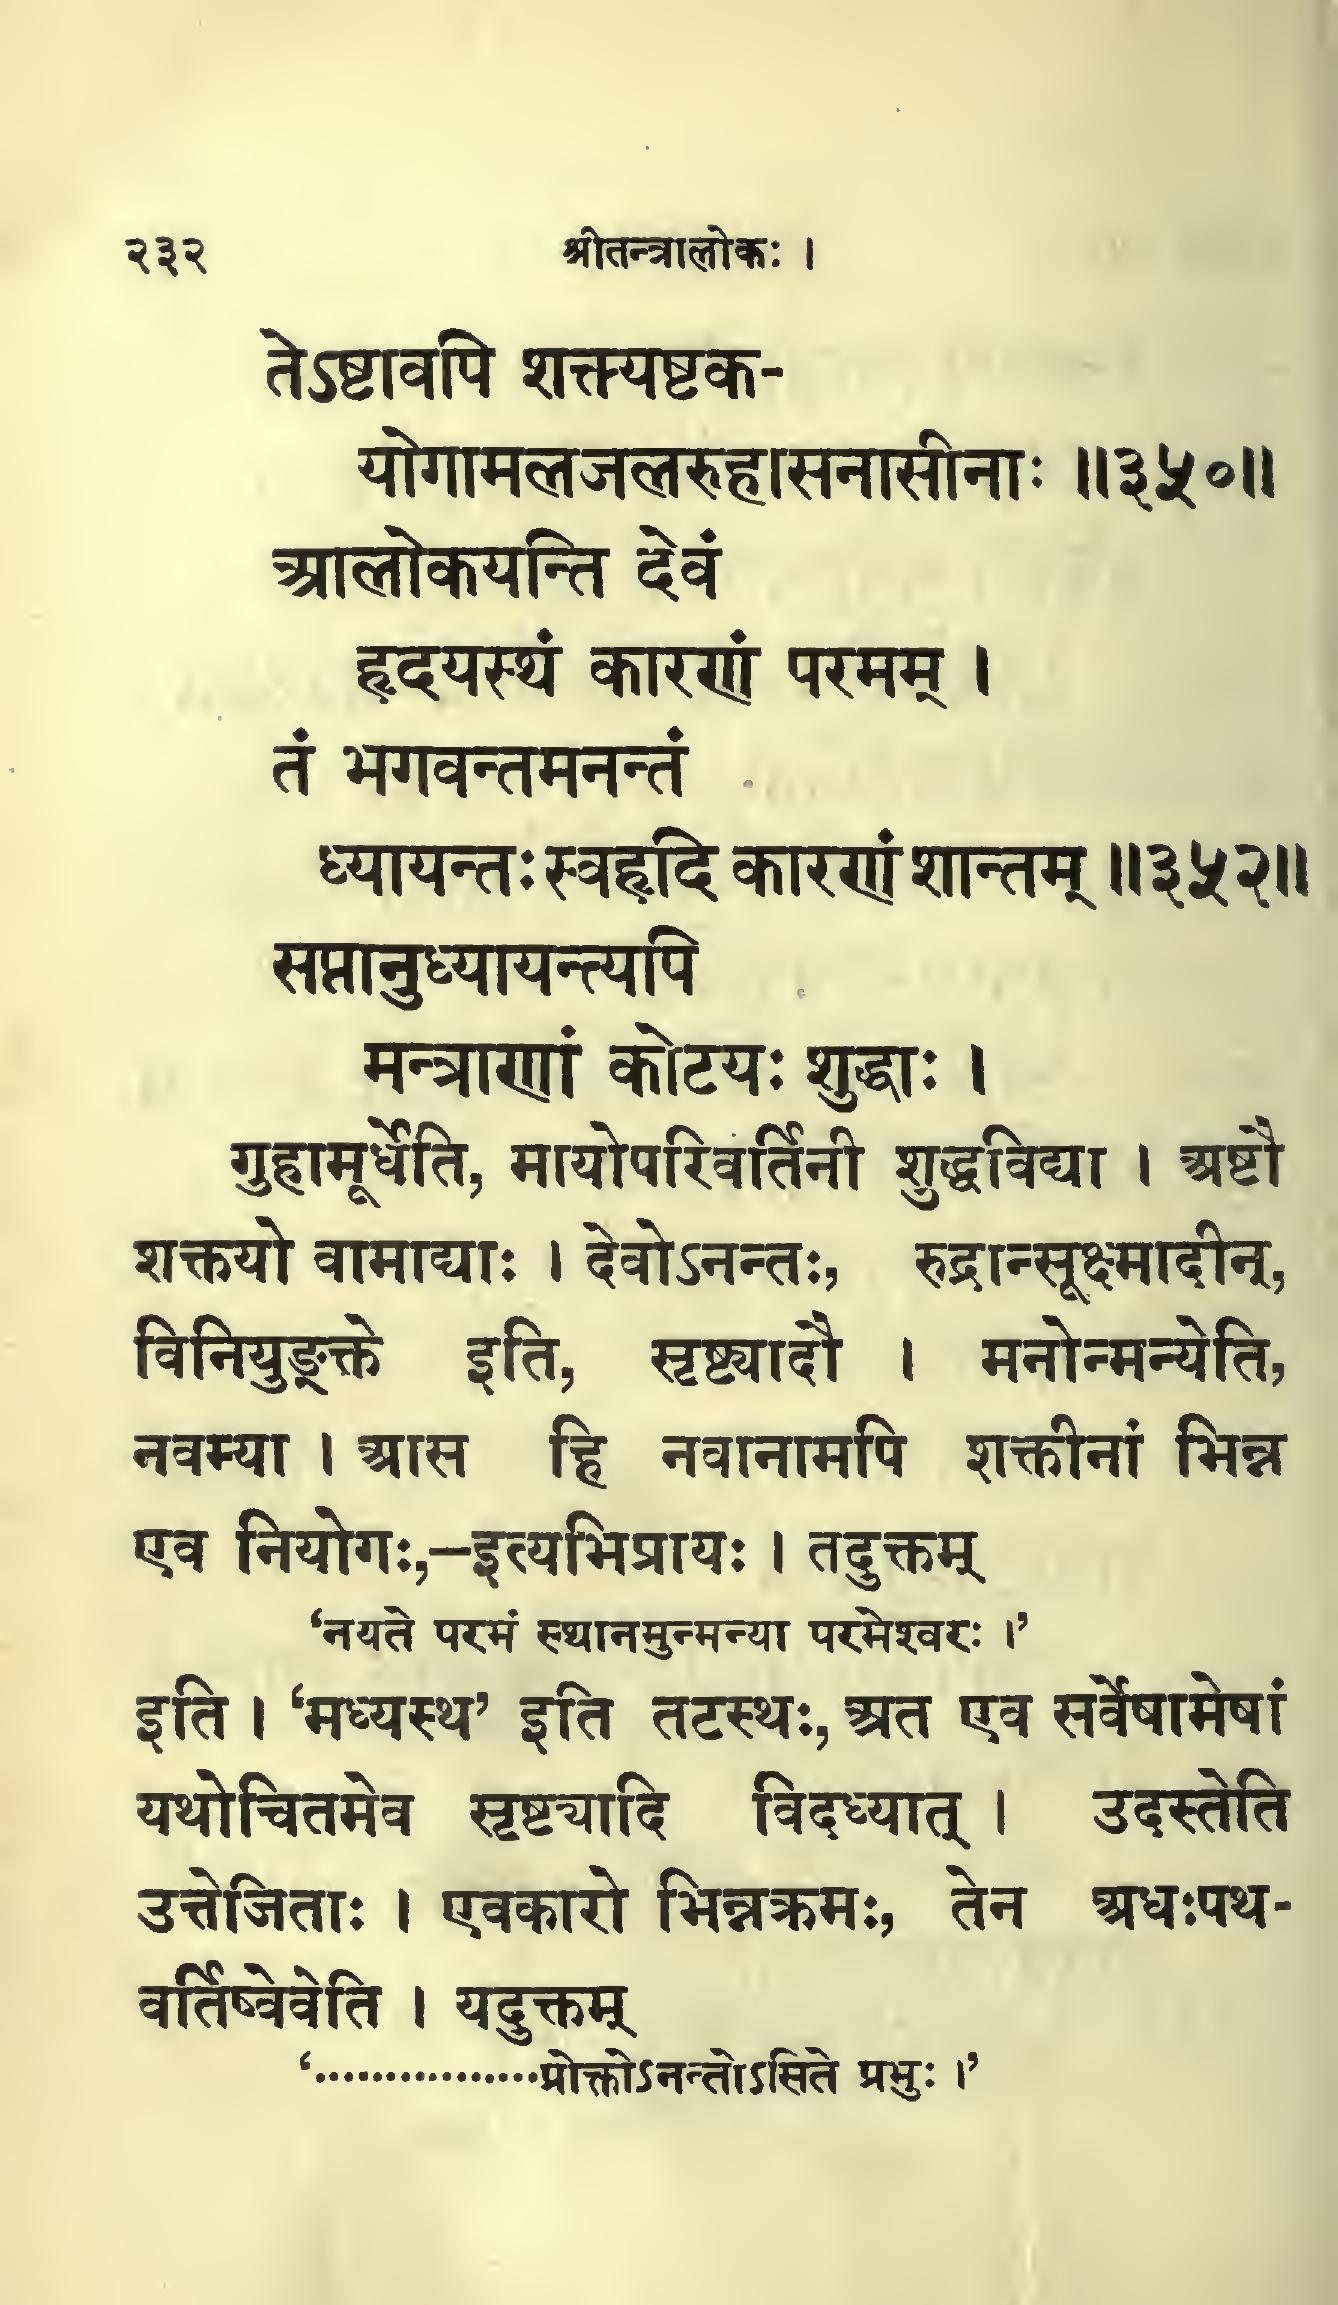 २३२ श्रीतन्त्रालोकः ।
तेऽष्टावपि शक्त्यष्टक-
योगामलजलरुहासनासीनाः ॥३५०॥
आलोकयन्ति देवं
हृदयस्थं कारणं परमम् ।
तं भगवन्तमनन्तं
ध्यायन्तः स्वहृदि कारणं शान्तम् ॥३५२॥
सप्तानुध्यायन्त्यपि
मन्त्राणां कोटयः शुद्धाः ।
गुहामूर्धेति, मायोपरिवर्तिनी शुद्धविद्या । अष्टौ
शक्तयो वामाद्याः । देवोऽनन्तः, रुद्रान्सूक्ष्मादीन्,
विनियुङ्क्ते इति, सृष्ट्यादौ । मनोन्मन्येति,
नवम्या । आस हि नवानामपि शक्तीनां भिन्न
एव नियोगः,—इत्यभिप्रायः । तदुक्तम्
‘नयते परमं स्थानमुन्मन्या परमेश्वरः ।’
इति । ‘मध्यस्थ’ इति तटस्थः, अत एव सर्वेषामेषां
यथोचितमेव सृष्ट्यादि विदध्यात् । उदस्तेति
उत्तेजिताः । एवकारो भिन्नक्रमः, तेन अधःपथ-
वर्तिष्वेवेति । यदुक्तम्
‘................प्रोक्तोऽनन्तोऽसिते प्रभुः ।’